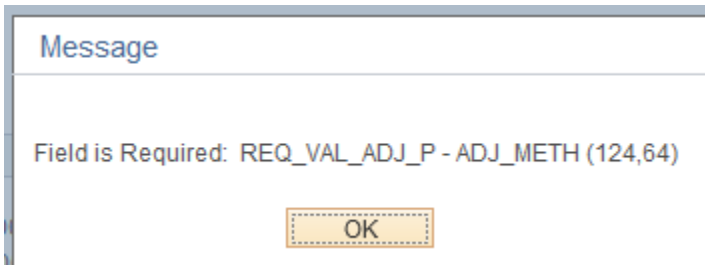 Message
Field is Required: REQ_VAL_ADJ_P - ADJ_METH (124,64)
OK